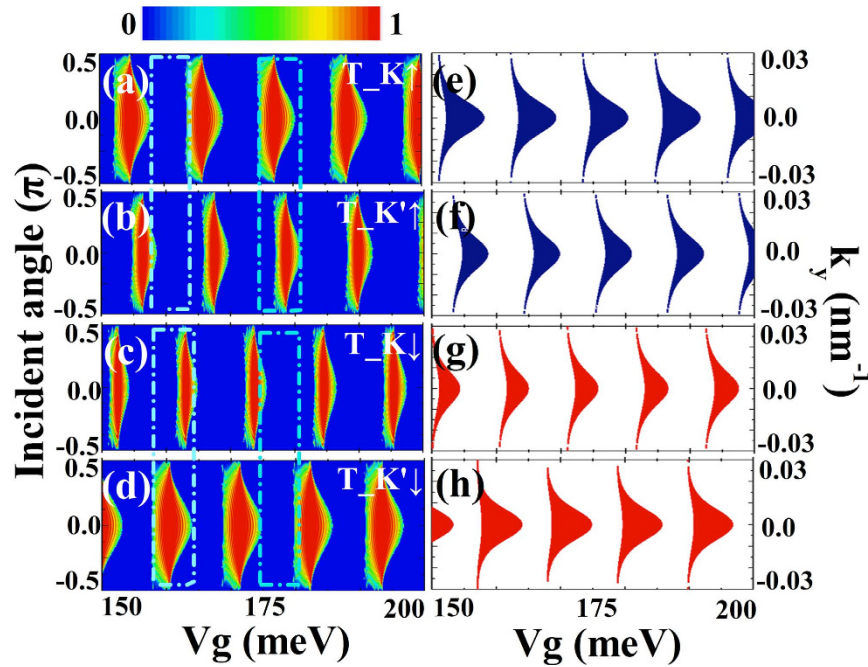 0 1
(a) T_K↑ 0.5 0.0 -0.5
(b) T_K'↑ 0.5 0.0 -0.5
(c) T_K↓ 0.5 0.0 -0.5
(d) T_K'↓ 0.5 0.0 -0.5
Incident angle (π)
150 175 200
Vg (meV)
(e) 0.03 0.0 -0.03
(f) 0.03 0.0 -0.03
(g) 0.03 0.0 -0.03
(h) 0.03 0.0 -0.03
k_y (nm^-1)
150 175 200
Vg (meV)